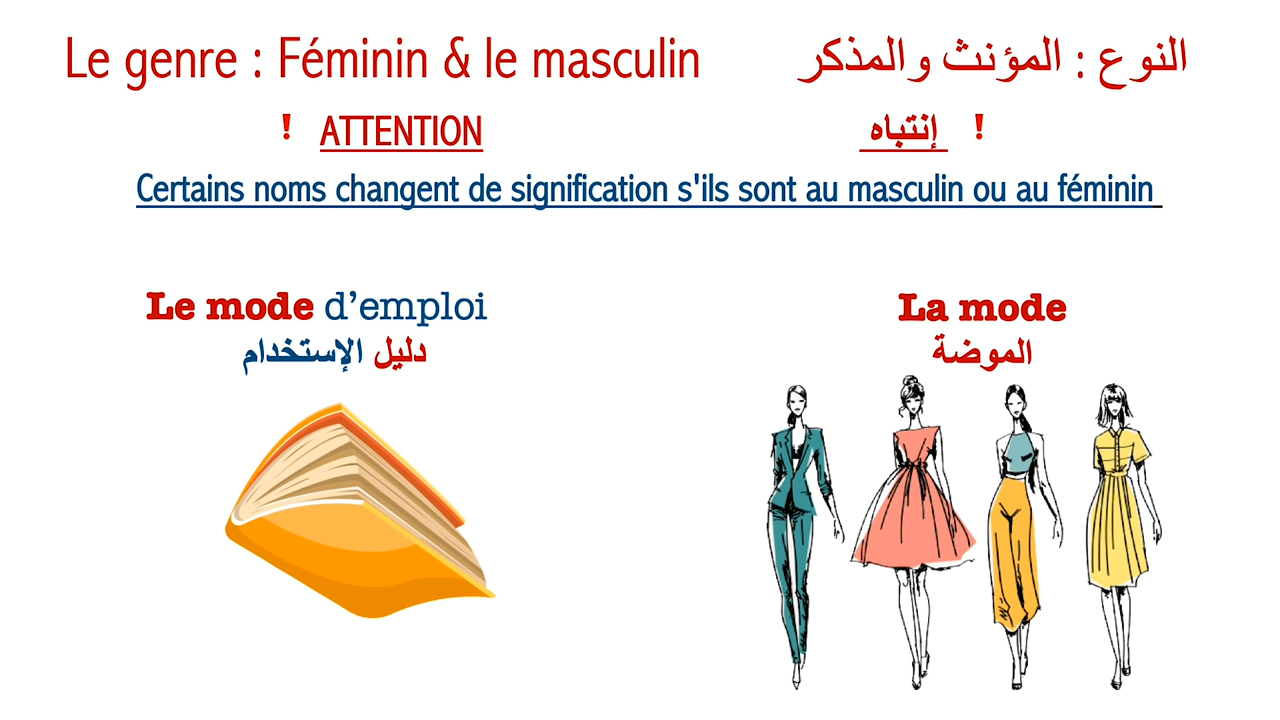 Le genre : Féminin & le masculin
النوع : المؤنث والمذكر
! ATTENTION
إنتباه !
Certains noms changent de signification s'ils sont au masculin ou au féminin
Le mode d’emploi
دليل الإستخدام
La mode
الموضة